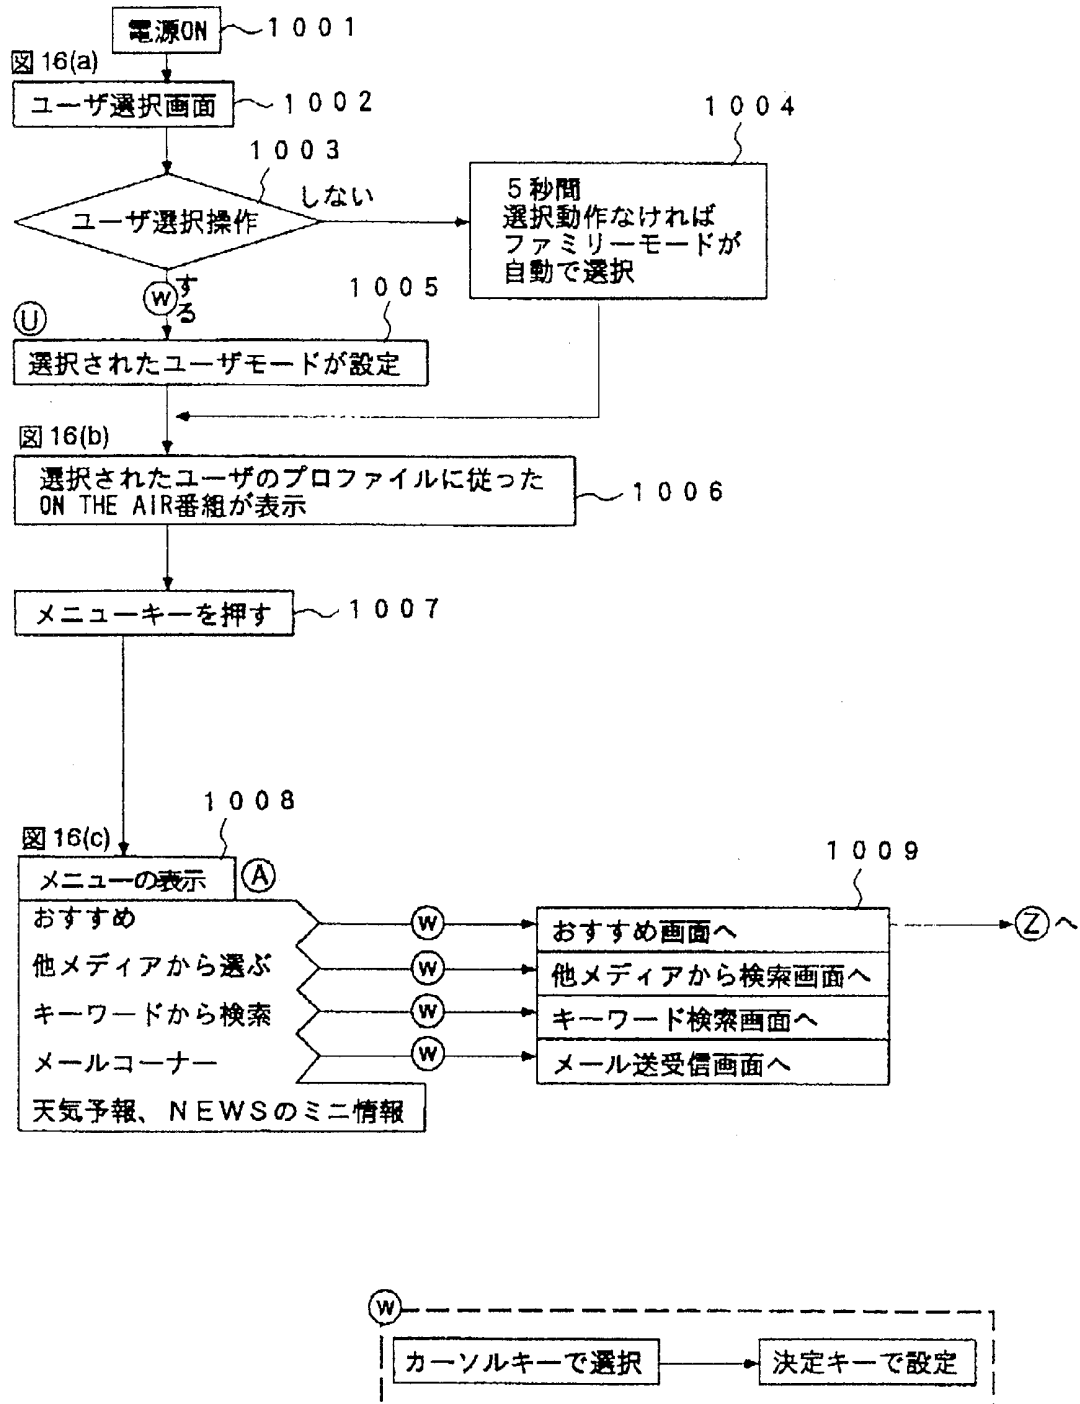 電源ON
１００１
図16(a)
ユーザ選択画面
１００２
１００３
ユーザ選択操作
しない
１００４
５秒間
選択動作なければ
ファミリーモードが
自動で選択
W
する
U
１００５
選択されたユーザモードが設定
図16(b)
選択されたユーザのプロファイルに従った
ON THE AIR番組が表示
１００６
メニューキーを押す
１００７
１００８
図16(c)
メニューの表示
A
おすすめ
他メディアから選ぶ
キーワードから検索
メールコーナー
天気予報、ＮＥＷＳのミニ情報
W
W
W
W
１００９
おすすめ画面へ
他メディアから検索画面へ
キーワード検索画面へ
メール送受信画面へ
Zへ
W
カーソルキーで選択
決定キーで設定